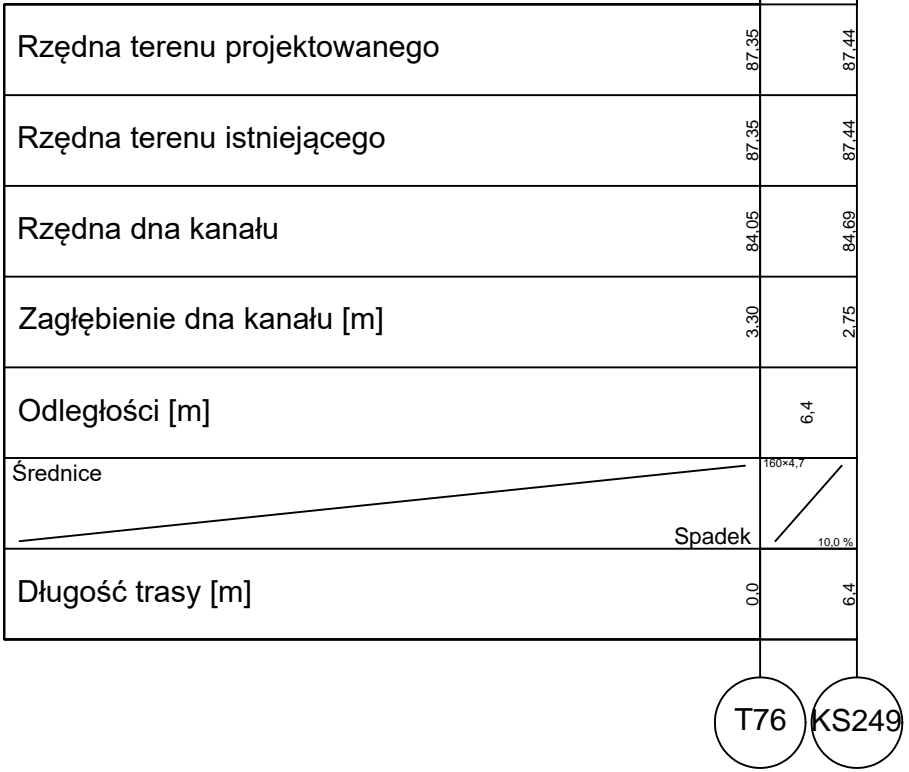 Rzędna terenu projektowanego 87,35 87,44
Rzędna terenu istniejącego 87,35 87,44
Rzędna dna kanału 84,05 84,69
Zagłębienie dna kanału [m] 3,30 2,75
Odległości [m] 6,4
Średnice 160×4,7
Spadek 10,0 %
Długość trasy [m] 0,0 6,4
T76 KS249